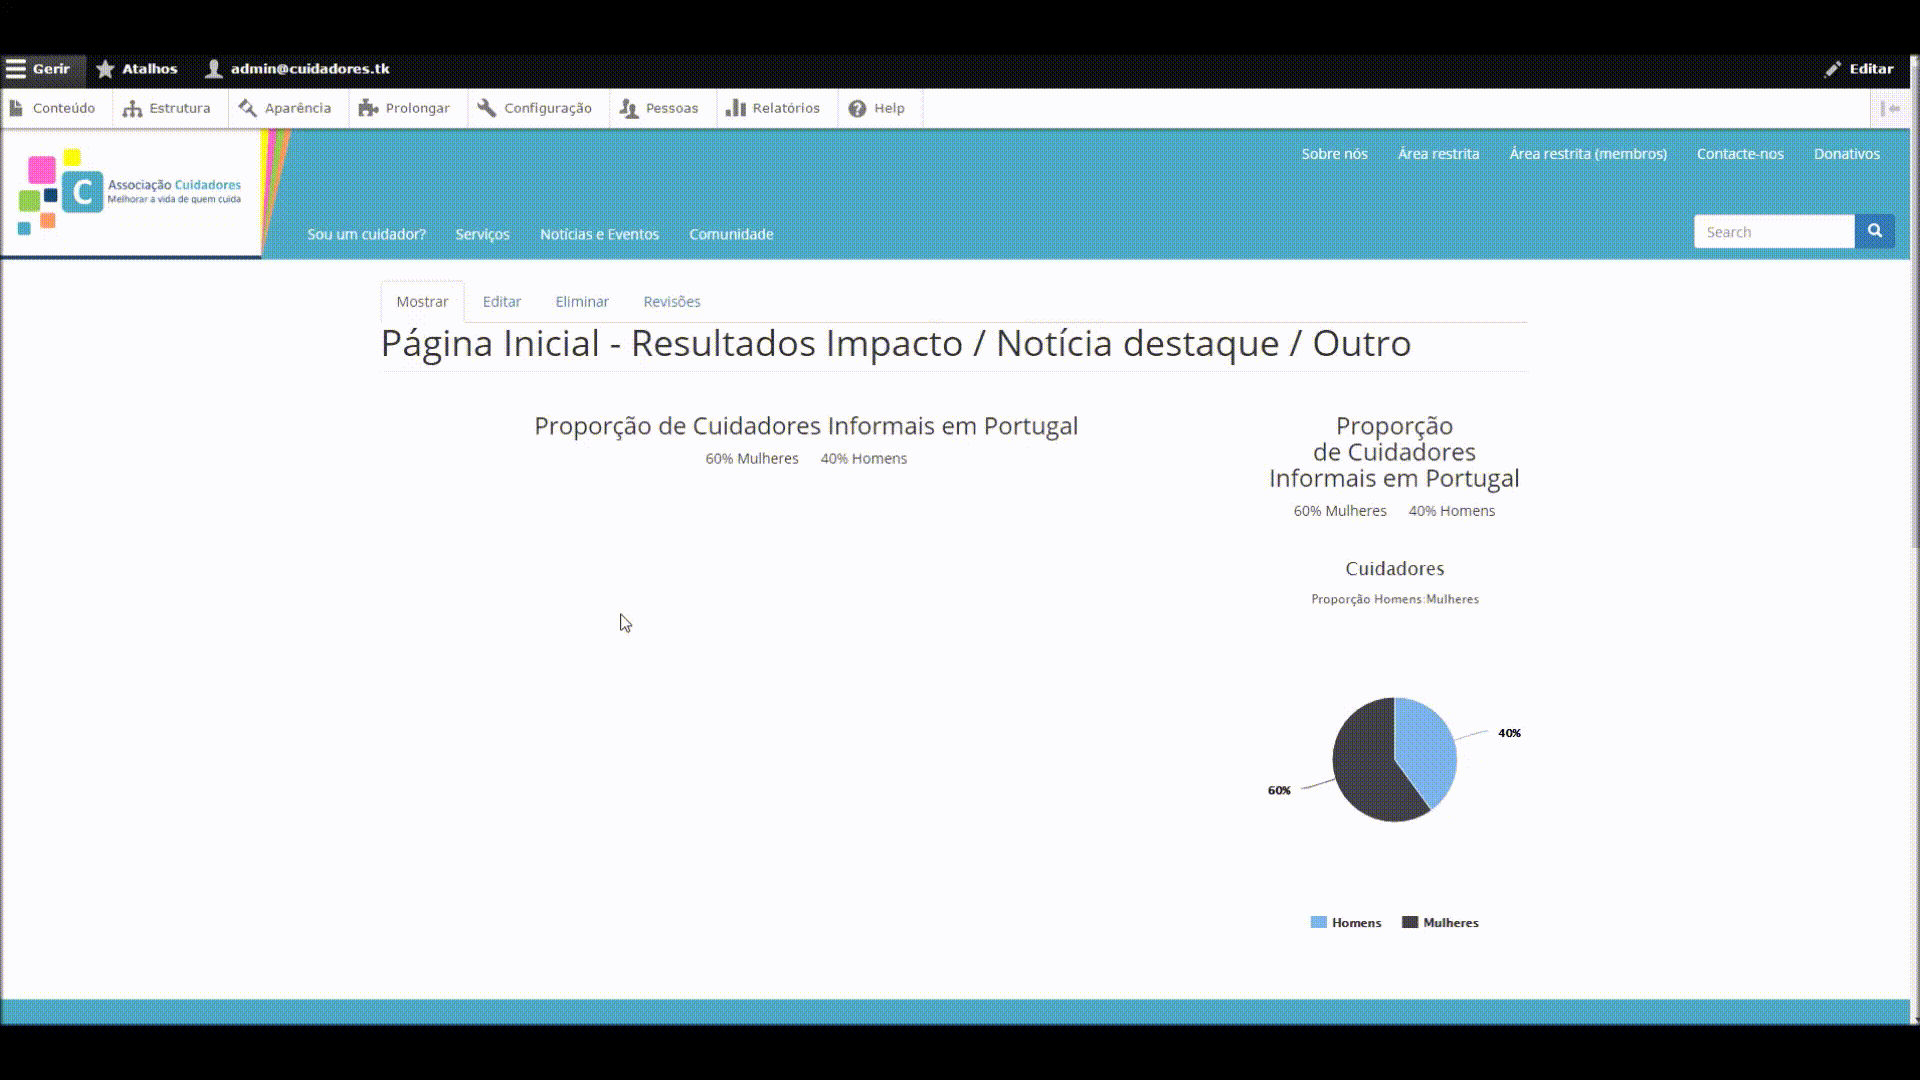 Gerir Atalhos admin@cuidadores.tk Editar
Conteúdo Estrutura Aparência Prolongar Configuração Pessoas Relatórios Help
Sobre nós Área restrita Área restrita (membros) Contacte-nos Donativos
C Associação Cuidadores
Melhorar a vida de quem cuida
Sou um cuidador? Serviços Notícias e Eventos Comunidade Search
Mostrar Editar Eliminar Revisões
Página Inicial - Resultados Impacto / Notícia destaque / Outro
Proporção de Cuidadores Informais em Portugal
60% Mulheres 40% Homens
Proporção
de Cuidadores
Informais em Portugal
60% Mulheres 40% Homens
Cuidadores
Proporção Homens:Mulheres
40%
60%
Homens Mulheres